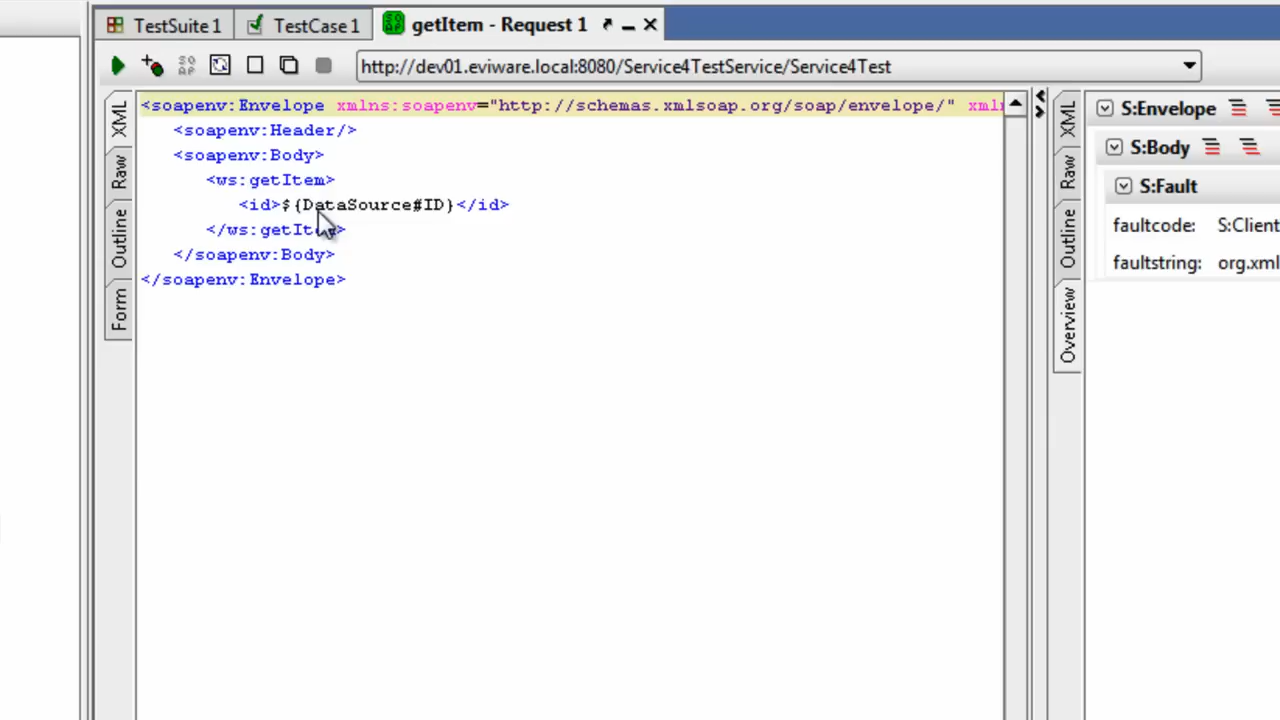 TestSuite 1
TestCase 1
getItem - Request 1
http://dev01.eviware.local:8080/Service4TestService/Service4Test
XML
Raw
Outline
Form
<soapenv:Envelope xmlns:soapenv="http://schemas.xmlsoap.org/soap/envelope/" xmln
<soapenv:Header/>
<soapenv:Body>
<ws:getItem>
<id>${DataSource#ID}</id>
</ws:getItem>
</soapenv:Body>
</soapenv:Envelope>
XML
Raw
Outline
Overview
S:Envelope
S:Body
S:Fault
faultcode: S:Client
faultstring: org.xml